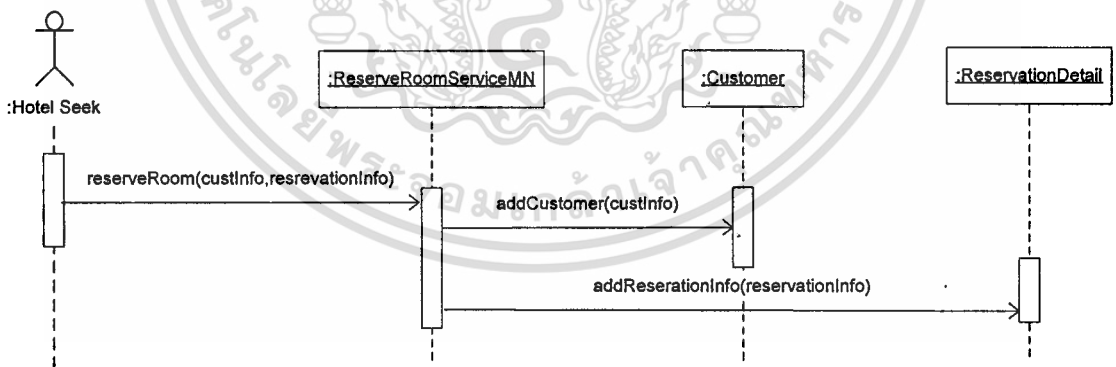 :ReserveRoomServiceMN
:Customer
:ReservationDetail
:Hotel Seek
reserveRoom(custInfo,resrevationInfo)
addCustomer(custInfo)
addReserationInfo(reservationInfo)